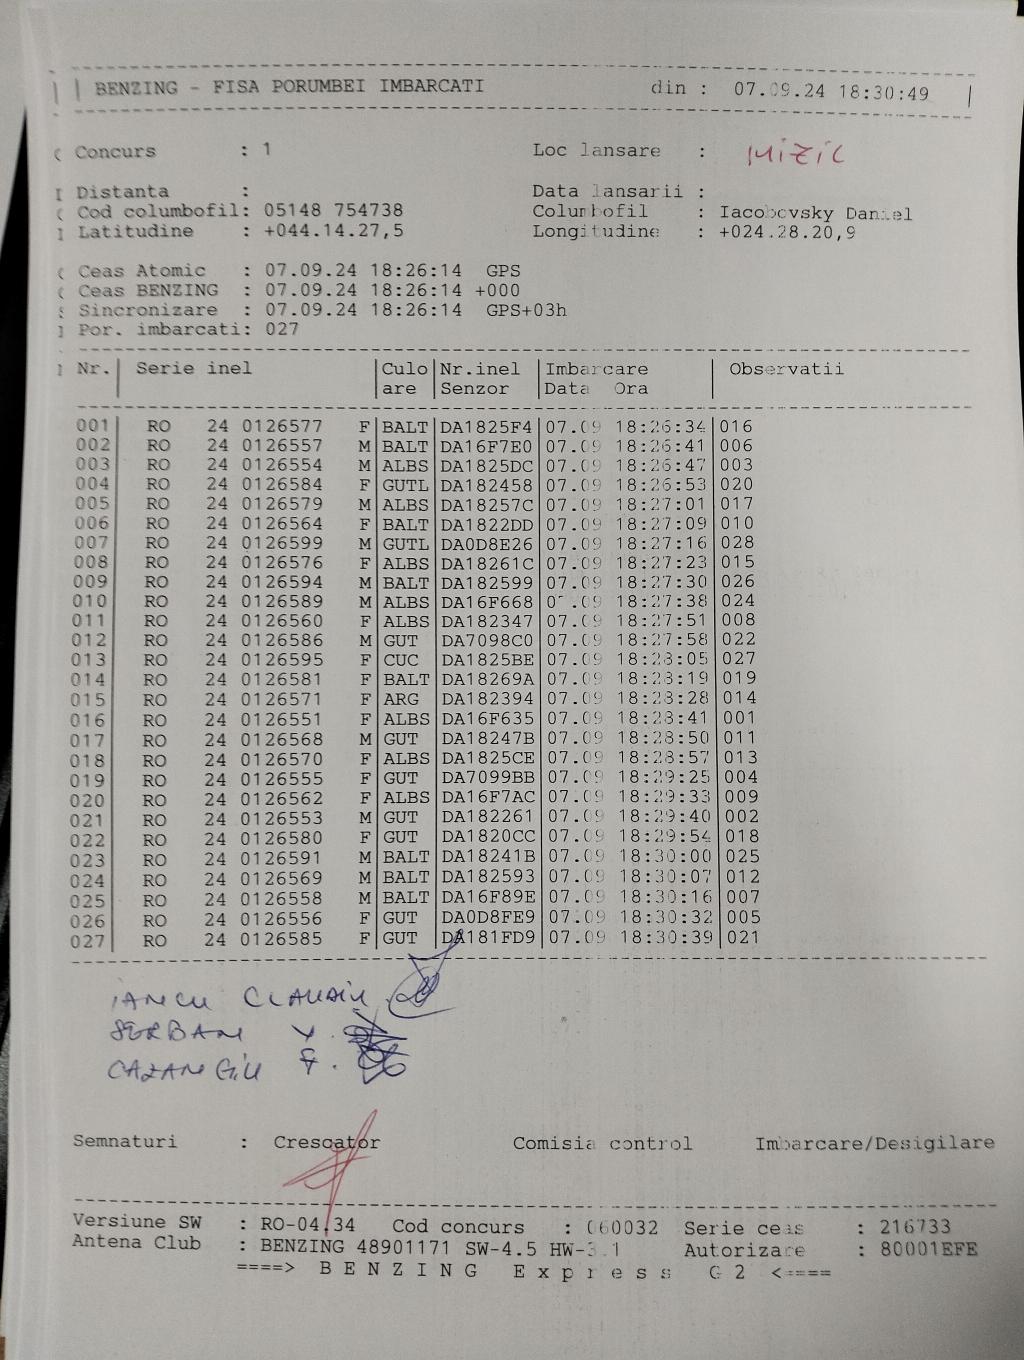 BENZING - FISA PORUMBEI IMBARCATI din : 07.09.24 18:30:49
Concurs : 1 Loc lansare : MIZIL
Distanta : Data lansarii :
Cod columbofil: 05148 754738 Columbofil : Iacobovsky Daniel
Latitudine : +044.14.27,5 Longitudine : +024.28.20,9
Ceas Atomic : 07.09.24 18:26:14 GPS
Ceas BENZING : 07.09.24 18:26:14 +000
Sincronizare : 07.09.24 18:26:14 GPS+03h
Por. imbarcati: 027
Nr. Serie inel Culo Nr.inel Imbarcare Observatii
are Senzor Data Ora
001 RO 24 0126577 F BALT DA1825F4 07.09 18:26:34 016
002 RO 24 0126557 M BALT DA16F7E0 07.09 18:26:41 006
003 RO 24 0126554 M ALBS DA1825DC 07.09 18:26:47 003
004 RO 24 0126584 F GUTL DA182458 07.09 18:26:53 020
005 RO 24 0126579 M ALBS DA18257C 07.09 18:27:01 017
006 RO 24 0126564 F BALT DA1822DD 07.09 18:27:09 010
007 RO 24 0126599 M GUTL DA0D8E26 07.09 18:27:16 028
008 RO 24 0126576 F ALBS DA18261C 07.09 18:27:23 015
009 RO 24 0126594 M BALT DA182599 07.09 18:27:30 026
010 RO 24 0126589 M ALBS DA16F668 07.09 18:27:38 024
011 RO 24 0126560 F ALBS DA182347 07.09 18:27:51 008
012 RO 24 0126586 M GUT DA7098C0 07.09 18:27:58 022
013 RO 24 0126595 F CUC DA1825BE 07.09 18:28:05 027
014 RO 24 0126581 F BALT DA18269A 07.09 18:28:19 019
015 RO 24 0126571 F ARG DA182394 07.09 18:28:28 014
016 RO 24 0126551 F ALBS DA16F635 07.09 18:28:41 001
017 RO 24 0126568 M GUT DA18247B 07.09 18:28:50 011
018 RO 24 0126570 F ALBS DA1825CE 07.09 18:28:57 013
019 RO 24 0126555 F GUT DA7099BB 07.09 18:29:25 004
020 RO 24 0126562 F ALBS DA16F7AC 07.09 18:29:33 009
021 RO 24 0126553 M GUT DA182261 07.09 18:29:40 002
022 RO 24 0126580 F GUT DA1820CC 07.09 18:29:54 018
023 RO 24 0126591 M BALT DA18241B 07.09 18:30:00 025
024 RO 24 0126569 M BALT DA182593 07.09 18:30:07 012
025 RO 24 0126558 M BALT DA16F89E 07.09 18:30:16 007
026 RO 24 0126556 F GUT DA0D8FE9 07.09 18:30:32 005
027 RO 24 0126585 F GUT DA181FD9 07.09 18:30:39 021
IANCU CLAUDIU
SERBAN V.
CAZANGIU F.
Semnaturi : Crescator Comisia control Imbarcare/Desigilare
Versiune SW : RO-04.34 Cod concurs : 060032 Serie ceas : 216733
Antena Club : BENZING 48901171 SW-4.5 HW-3.1 Autorizare : 80001EFE
====> B E N Z I N G E x p r e s s G 2 <====